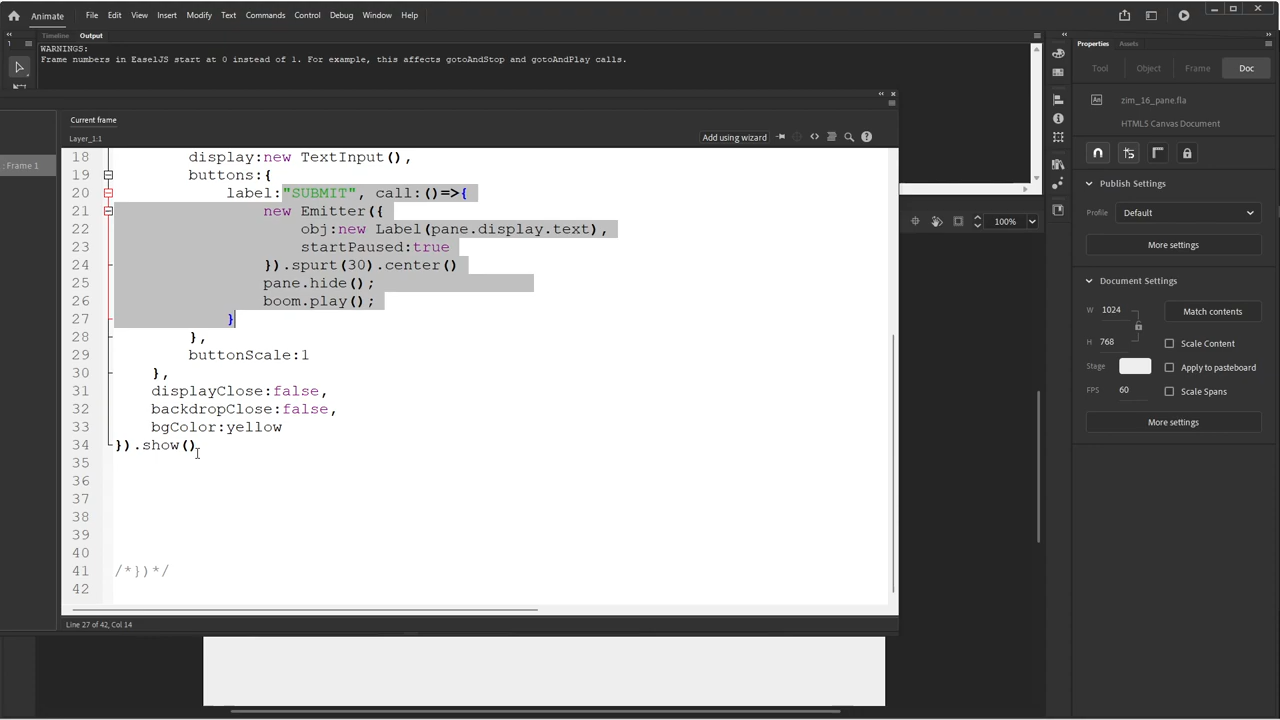 Animate
File Edit View Insert Modify Text Commands Control Debug Window Help
Timeline Output
1
WARNINGS:
Frame numbers in EaselJS start at 0 instead of 1. For example, this affects gotoAndStop and gotoAndPlay calls.
Properties Assets
Tool Object Frame Doc
An zim_16_pane.fla
HTML5 Canvas Document
Current frame
Layer_1:1
Add using wizard
: Frame 1
18 display:new TextInput(),
19 buttons:{
20 label:"SUBMIT", call:()=>{
21 new Emitter({
22 obj:new Label(pane.display.text),
23 startPaused:true
24 }).spurt(30).center()
25 pane.hide();
26 boom.play();
27 }
28 },
29 buttonScale:1
30 },
31 displayClose:false,
32 backdropClose:false,
33 bgColor:yellow
34 }).show()
35
36
37
38
39
40
41 /*})*/
42
Line 27 of 42, Col 14
100%
Publish Settings
Profile Default
More settings
Document Settings
W 1024 Match contents
H 768 Scale Content
Stage Apply to pasteboard
FPS 60 Scale Spans
More settings